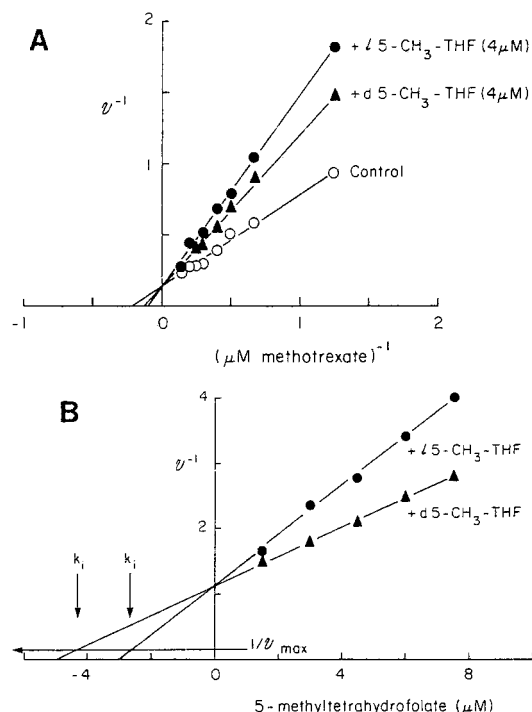 A
2
+ l 5-CH₃-THF (4μM)
+ d 5-CH₃-THF (4μM)
v⁻¹
1
Control
-1
0
1
2
(μM methotrexate)⁻¹
B
4
v⁻¹
+ l 5-CH₃-THF
+ d 5-CH₃-THF
2
kᵢ
kᵢ
1/v max
-4
0
4
8
5-methyltetrahydrofolate (μM)